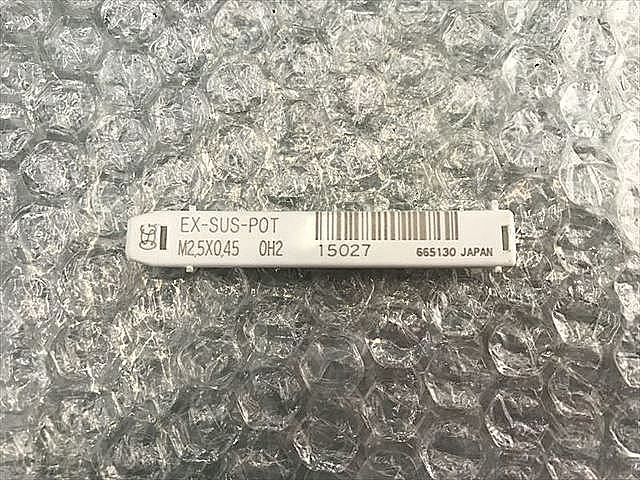 EX-SUS-POT
M2,5X0,45 OH2
15027
665130 JAPAN